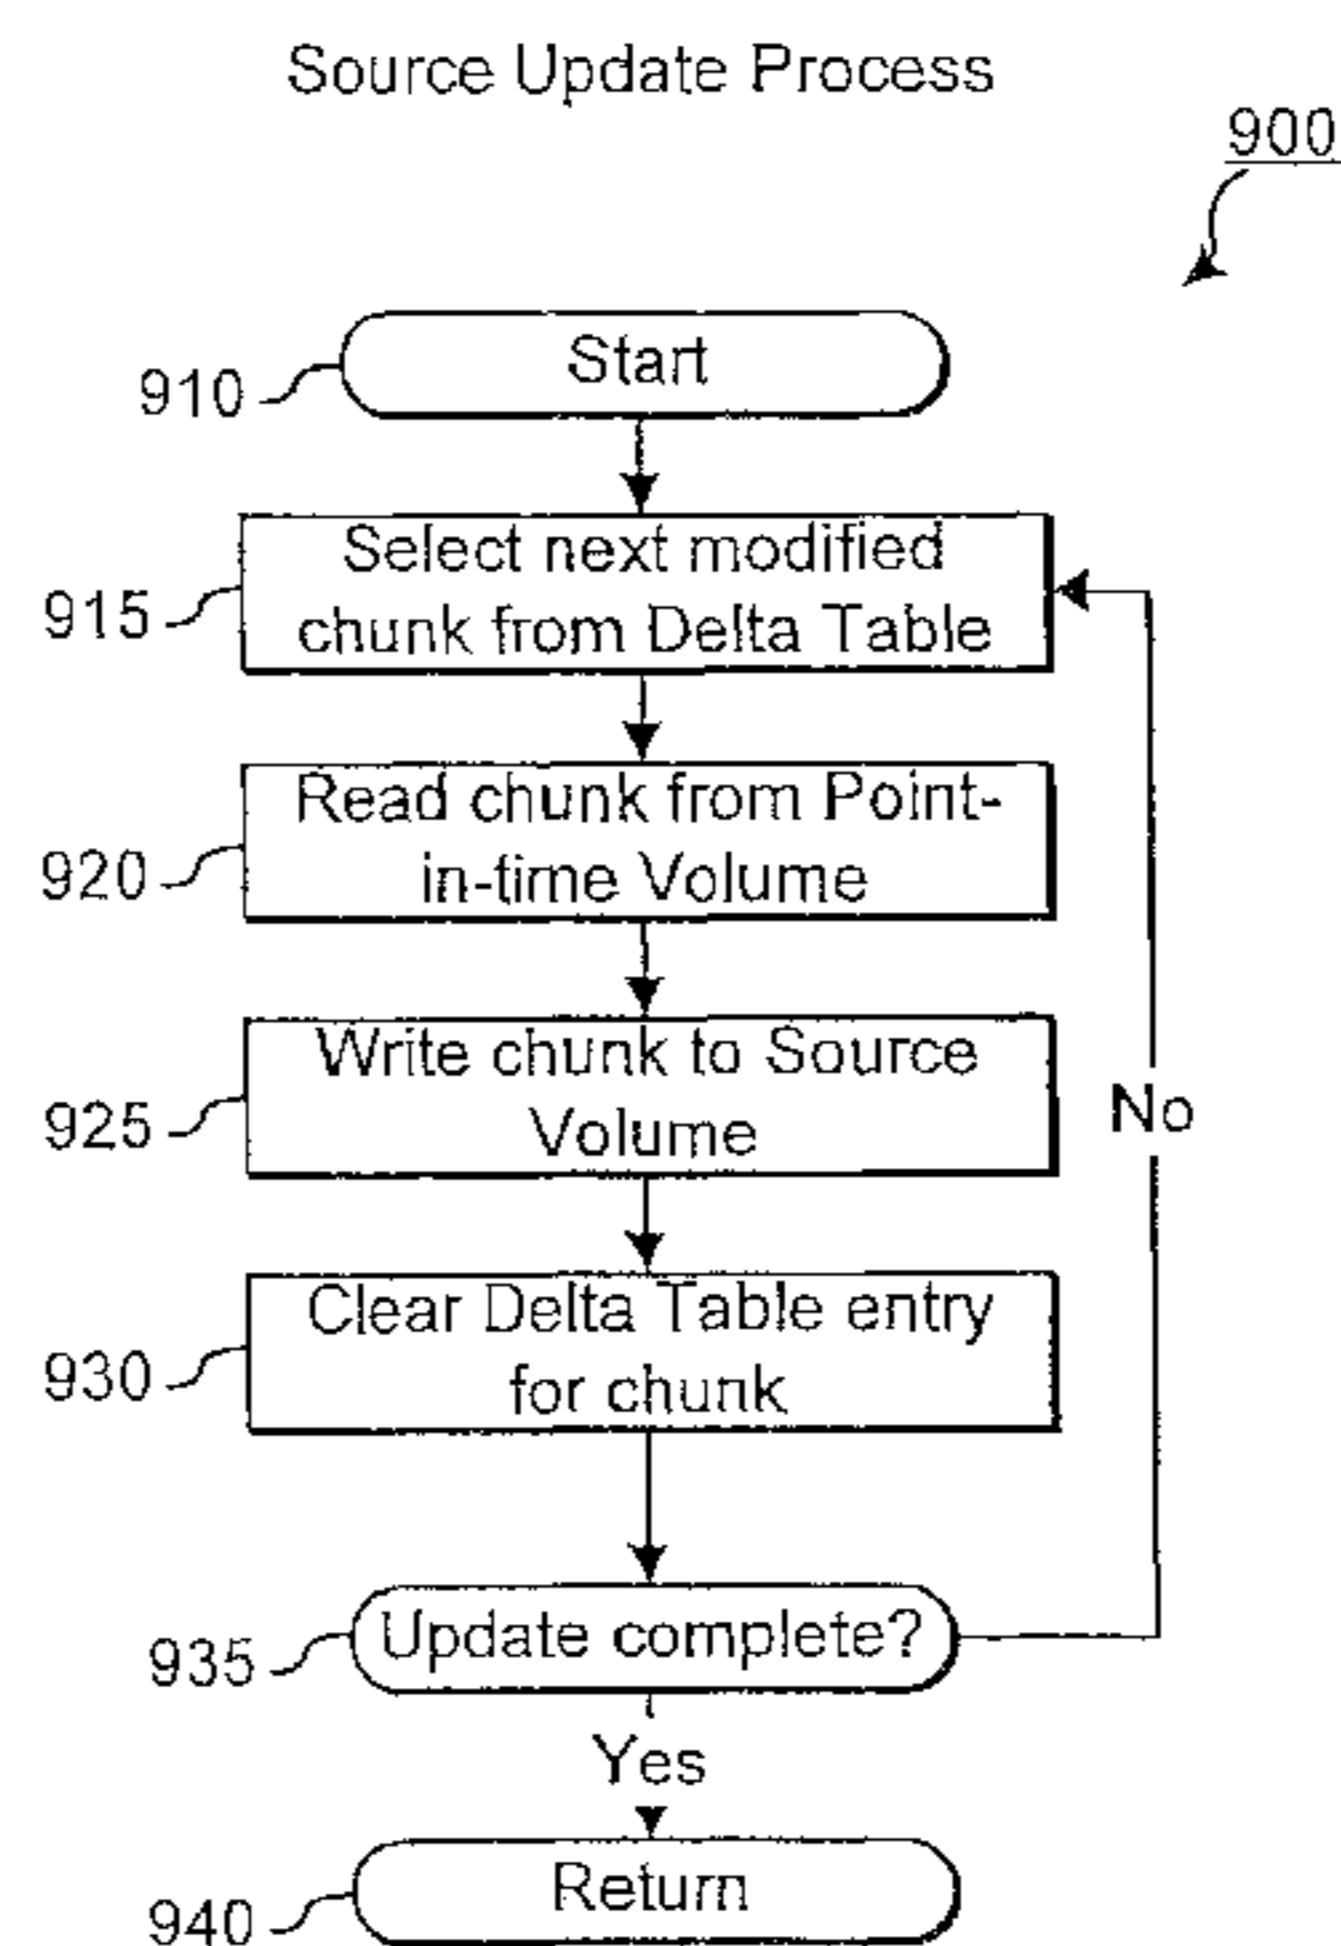 Source Update Process
900
Start
910
Select next modified
chunk from Delta Table
915
Read chunk from Point-
in-time Volume
920
Write chunk to Source
Volume
925
No
Clear Delta Table entry
for chunk
930
Update complete?
935
Yes
Return
940